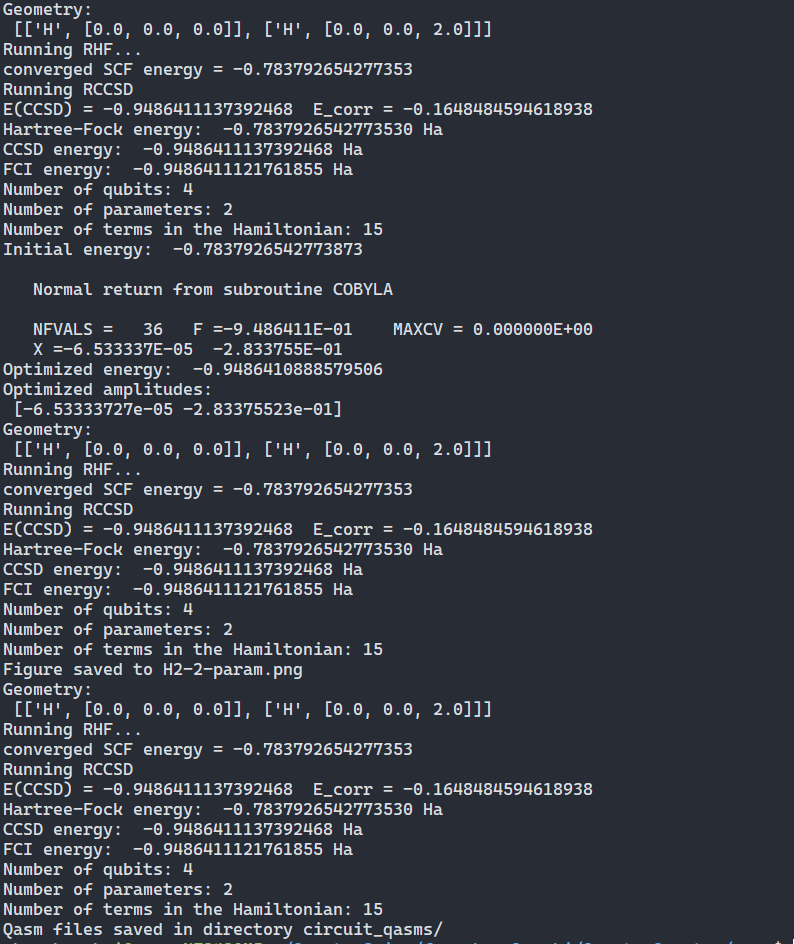 Geometry:
[['H', [0.0, 0.0, 0.0]], ['H', [0.0, 0.0, 2.0]]]
Running RHF...
converged SCF energy = -0.783792654277353
Running RCCSD
E(CCSD) = -0.9486411137392468  E_corr = -0.1648484594618938
Hartree-Fock energy:  -0.7837926542773530 Ha
CCSD energy:  -0.9486411137392468 Ha
FCI energy:  -0.9486411121761855 Ha
Number of qubits: 4
Number of parameters: 2
Number of terms in the Hamiltonian: 15
Initial energy:  -0.7837926542773873
Normal return from subroutine COBYLA
NFVALS =   36   F =-9.486411E-01    MAXCV = 0.000000E+00
X =-6.533337E-05  -2.833755E-01
Optimized energy:  -0.9486410888579506
Optimized amplitudes:
[-6.53333727e-05 -2.83375523e-01]
Geometry:
[['H', [0.0, 0.0, 0.0]], ['H', [0.0, 0.0, 2.0]]]
Running RHF...
converged SCF energy = -0.783792654277353
Running RCCSD
E(CCSD) = -0.9486411137392468  E_corr = -0.1648484594618938
Hartree-Fock energy:  -0.7837926542773530 Ha
CCSD energy:  -0.9486411137392468 Ha
FCI energy:  -0.9486411121761855 Ha
Number of qubits: 4
Number of parameters: 2
Number of terms in the Hamiltonian: 15
Figure saved to H2-2-param.png
Geometry:
[['H', [0.0, 0.0, 0.0]], ['H', [0.0, 0.0, 2.0]]]
Running RHF...
converged SCF energy = -0.783792654277353
Running RCCSD
E(CCSD) = -0.9486411137392468  E_corr = -0.1648484594618938
Hartree-Fock energy:  -0.7837926542773530 Ha
CCSD energy:  -0.9486411137392468 Ha
FCI energy:  -0.9486411121761855 Ha
Number of qubits: 4
Number of parameters: 2
Number of terms in the Hamiltonian: 15
Qasm files saved in directory circuit_qasms/